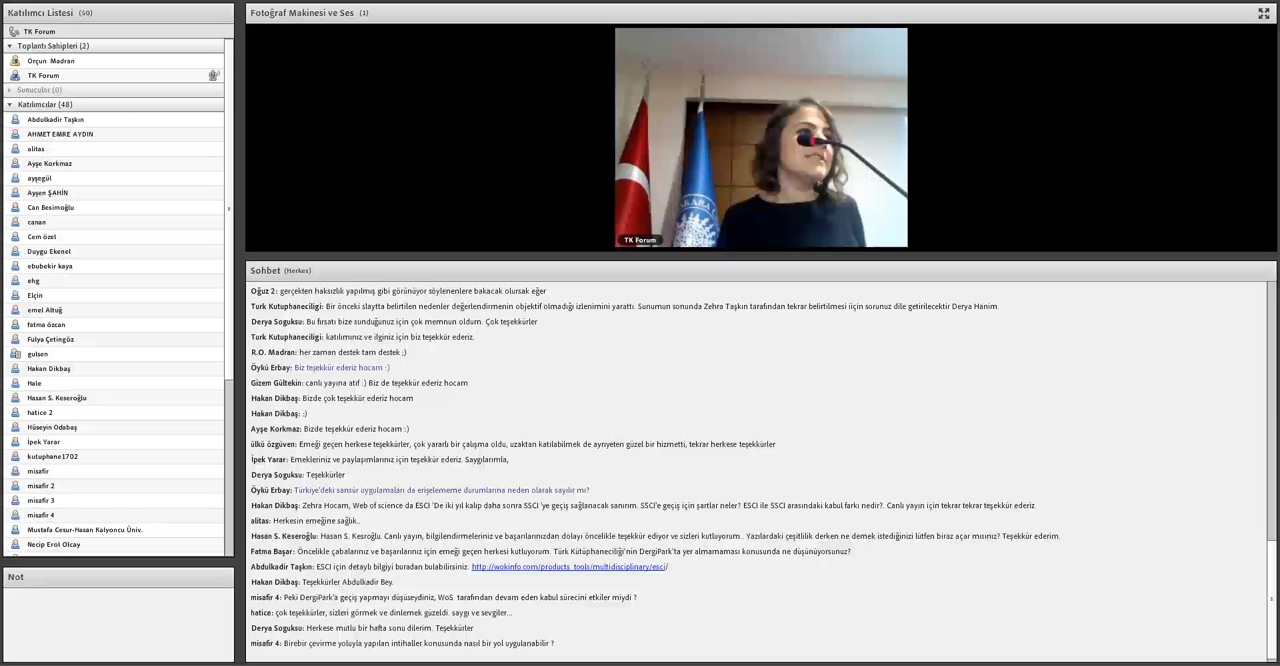 Katılımcı Listesi (50)
TK Forum
Toplantı Sahipleri (2)
Orçun Madran
TK Forum
Sunucular (0)
Katılımcılar (48)
Abdulkadir Taşkın
AHMET EMRE AYDIN
alitas
Ayşe Korkmaz
ayşegül
Ayşen ŞAHİN
Can Besimoğlu
canan
Cem özel
Duygu Ekenel
ebubekir kaya
ehg
Elçin
emel Altuğ
fatma özcan
Fulya Çetingöz
gulsen
Hakan Dikbaş
Hale
Hasan S. Keseroğlu
hatice 2
Hüseyin Odabaş
İpek Yarar
kutuphane1702
misafir
misafir 2
misafir 3
misafir 4
Mustafa Cesur-Hasan Kalyoncu Üniv.
Necip Erol Olcay
Not
Fotoğraf Makinesi ve Ses (1)
TK Forum
Sohbet (Herkes)
Oğuz 2: gerçekten haksızlık yapılmış gibi görünüyor söylenenlere bakacak olursak eğer
Turk Kutuphaneciligi: Bir önceki slaytta belirtilen nedenler değerlendirmenin objektif olmadığı izlenimini yarattı. Sunumun sonunda Zehra Taşkın tarafından tekrar belirtilmesi iiçin sorunuz dile getirilecektir Derya Hanim.
Derya Soguksu: Bu fırsatı bize sunduğunuz için çok memnun oldum. Çok teşekkürler
Turk Kutuphaneciligi: katılımınız ve ilginiz için biz teşekkür ederiz.
R.O. Madran: her zaman destek tam destek ;)
Öykü Erbay: Biz teşekkür ederiz hocam :)
Gizem Gültekin: canlı yayına atıf :) Biz de teşekkür ederiz hocam
Hakan Dikbaş: Bizde çok teşekkür ederiz hocam
Hakan Dikbaş: :)
Ayşe Korkmaz: Bizde teşekkür ederiz hocam :)
ülkü özgüven: Emeği geçen herkese teşekkürler, çok yararlı bir çalışma oldu, uzaktan katılabilmek de ayrıyeten güzel bir hizmetti, tekrar herkese teşekkürler
İpek Yarar: Emekleriniz ve paylaşımlarınız için teşekkür ederiz. Saygılarımla,
Derya Soguksu: Teşekkürler
Öykü Erbay: Türkiye'deki sansür uygulamaları da erişelememe durumlarına neden olarak sayılır mı?
Hakan Dikbaş: Zehra Hocam, Web of science da ESCI 'De iki yıl kalıp daha sonra SSCI 'ye geçiş sağlanacak sanırım. SSCI'e geçiş için şartlar neler? ESCI ile SSCI arasındaki kabul farkı nedir?. Canlı yayın için tekrar tekrar teşekkür ederiz.
alitas: Herkesin emeğine sağlık..
Hasan S. Keseroğlu: Hasan S. Kesroğlu. Canlı yayın, bilgilendirmeleriniz ve başarılarınızdan dolayı öncelikle teşekkür ediyor ve sizleri kutluyorum.. Yazılardaki çeşitlilik derken ne demek istediğinizi lütfen biraz açar mısınız? Teşekkür ederim.
Fatma Başar: Öncelikle çabalarınız ve başarılarınız için emeği geçen herkesi kutluyorum. Türk Kütüphaneciliği'nin DergiPark'ta yer almamaması konusunda ne düşünüyorsunuz?
Abdulkadir Taşkın: ESCI için detaylı bilgiyi buradan bulabilirsiniz. http://wokinfo.com/products_tools/multidisciplinary/esci/
Hakan Dikbaş: Teşekkürler Abdulkadir Bey.
misafir 4: Peki DergiPark'a geçiş yapmayı düşüseydiniz, WoS tarafından devam eden kabul sürecini etkiler miydi ?
hatice: çok teşekkürler, sizleri görmek ve dinlemek güzeldi. saygı ve sevgiler...
Derya Soguksu: Herkese mutlu bir hafta sonu dilerim. Teşekkürler
misafir 4: Birebir çevirme yoluyla yapılan intihaller konusunda nasıl bir yol uygulanabilir ?